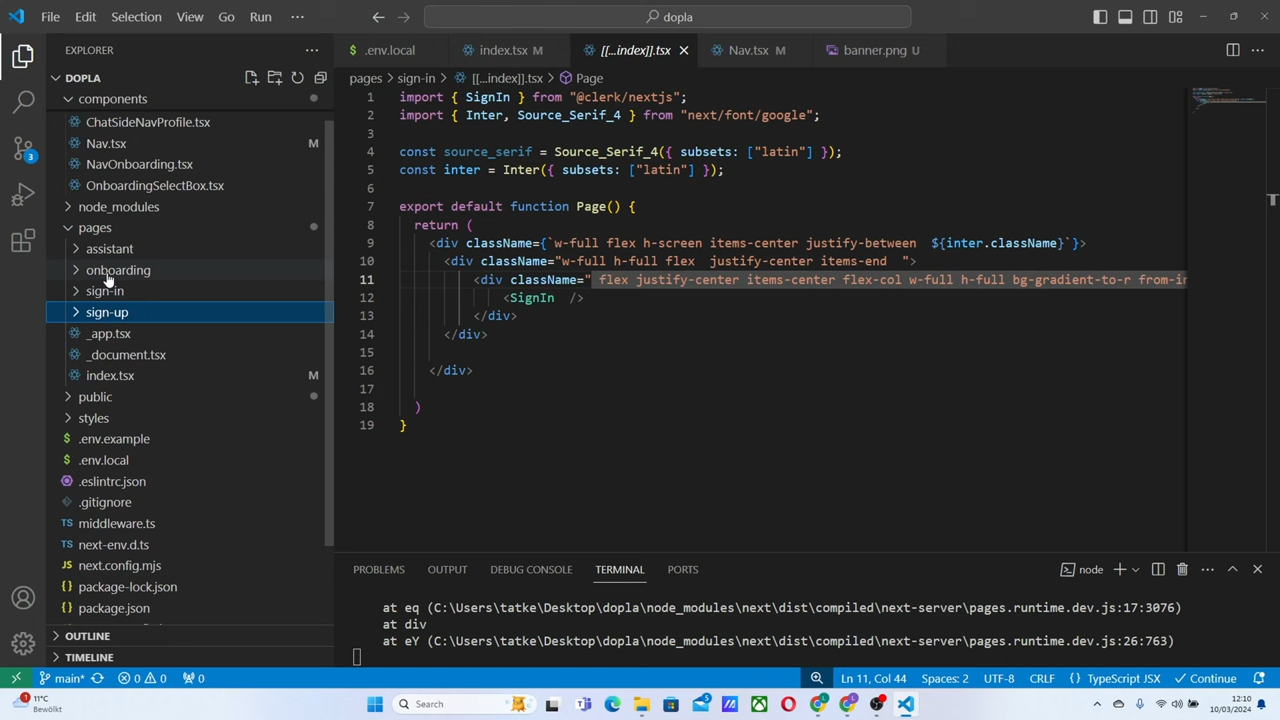 File Edit Selection View Go Run ···
dopla
EXPLORER
DOPLA
components
ChatSideNavProfile.tsx
Nav.tsx M
NavOnboarding.tsx
OnboardingSelectBox.tsx
node_modules
pages
assistant
onboarding
sign-in
sign-up
_app.tsx
_document.tsx
index.tsx M
public
styles
.env.example
.env.local
.eslintrc.json
.gitignore
middleware.ts
next-env.d.ts
next.config.mjs
package-lock.json
package.json
OUTLINE
TIMELINE
3
.env.local index.tsx M [[...index]].tsx Nav.tsx M banner.png U
pages > sign-in > [[...index]].tsx > Page
1 import { SignIn } from "@clerk/nextjs";
2 import { Inter, Source_Serif_4 } from "next/font/google";
3
4 const source_serif = Source_Serif_4({ subsets: ["latin"] });
5 const inter = Inter({ subsets: ["latin"] });
6
7 export default function Page() {
8 return (
9 <div className={`w-full flex h-screen items-center justify-between ${inter.className}`}>
10 <div className="w-full h-full flex justify-center items-end ">
11 <div className=" flex justify-center items-center flex-col w-full h-full bg-gradient-to-r from-in
12 <SignIn />
13 </div>
14 </div>
15
16 </div>
17
18 )
19 }
PROBLEMS OUTPUT DEBUG CONSOLE TERMINAL PORTS
node
at eq (C:\Users\tatke\Desktop\dopla\node_modules\next\dist\compiled\next-server\pages.runtime.dev.js:17:3076)
at div
at eY (C:\Users\tatke\Desktop\dopla\node_modules\next\dist\compiled\next-server\pages.runtime.dev.js:26:763)
main* 0 0 0 Ln 11, Col 44 Spaces: 2 UTF-8 CRLF {} TypeScript JSX Continue
1
11°C
Bewölkt
Search
5
12:10
10/03/2024